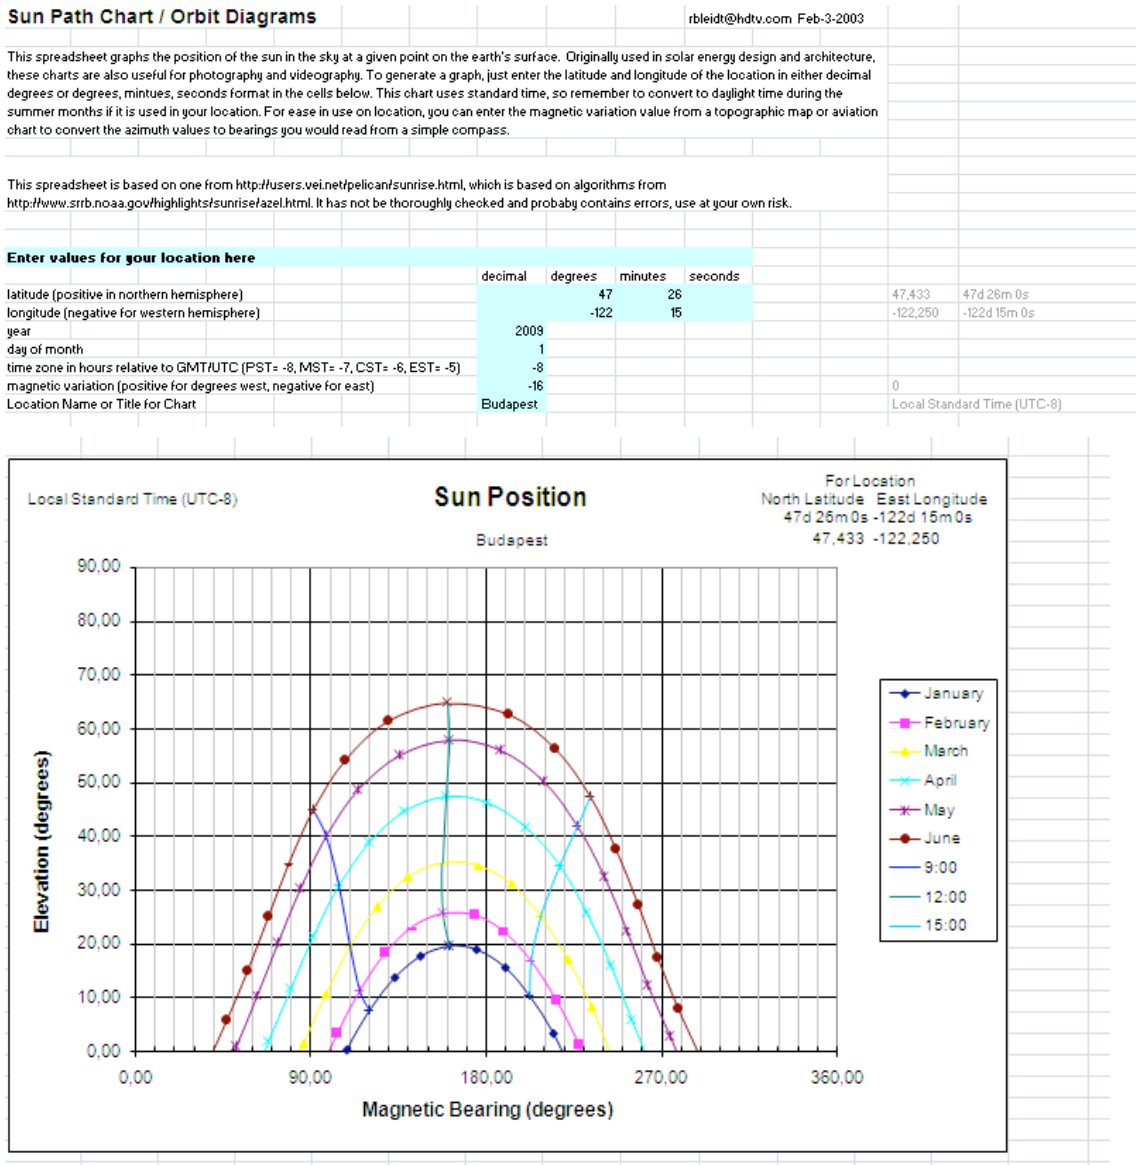 Sun Path Chart / Orbit Diagrams
rbleidt@hdtv.com Feb-3-2003
This spreadsheet graphs the position of the sun in the sky at a given point on the earth's surface. Originally used in solar energy design and architecture,
these charts are also useful for photography and videography. To generate a graph, just enter the latitude and longitude of the location in either decimal
degrees or degrees, mintues, seconds format in the cells below. This chart uses standard time, so remember to convert to daylight time during the
summer months if it is used in your location. For ease in use on location, you can enter the magnetic variation value from a topographic map or aviation
chart to convert the azimuth values to bearings you would read from a simple compass.
This spreadsheet is based on one from http://users.vei.net/pelican/sunrise.html, which is based on algorithms from
http://www.srrb.noaa.gov/highlights/sunrise/azel.html. It has not be thoroughly checked and probaby contains errors, use at your own risk.
Enter values for your location here
decimal degrees minutes seconds
latitude (positive in northern hemisphere) 47 26 47,433 47d 26m 0s
longitude (negative for western hemisphere) -122 15 -122,250 -122d 15m 0s
year 2009
day of month 1
time zone in hours relative to GMT/UTC (PST= -8, MST= -7, CST= -6, EST= -5) -8
magnetic variation (positive for degrees west, negative for east) -16 0
Location Name or Title for Chart Budapest Local Standard Time (UTC-8)
Local Standard Time (UTC-8)
Sun Position
Budapest
For Location
North Latitude East Longitude
47d 26m 0s -122d 15m 0s
47,433 -122,250
90,00
80,00
70,00
60,00
50,00
40,00
30,00
20,00
10,00
0,00
Elevation (degrees)
0,00 90,00 180,00 270,00 360,00
Magnetic Bearing (degrees)
January
February
March
April
May
June
9:00
12:00
15:00